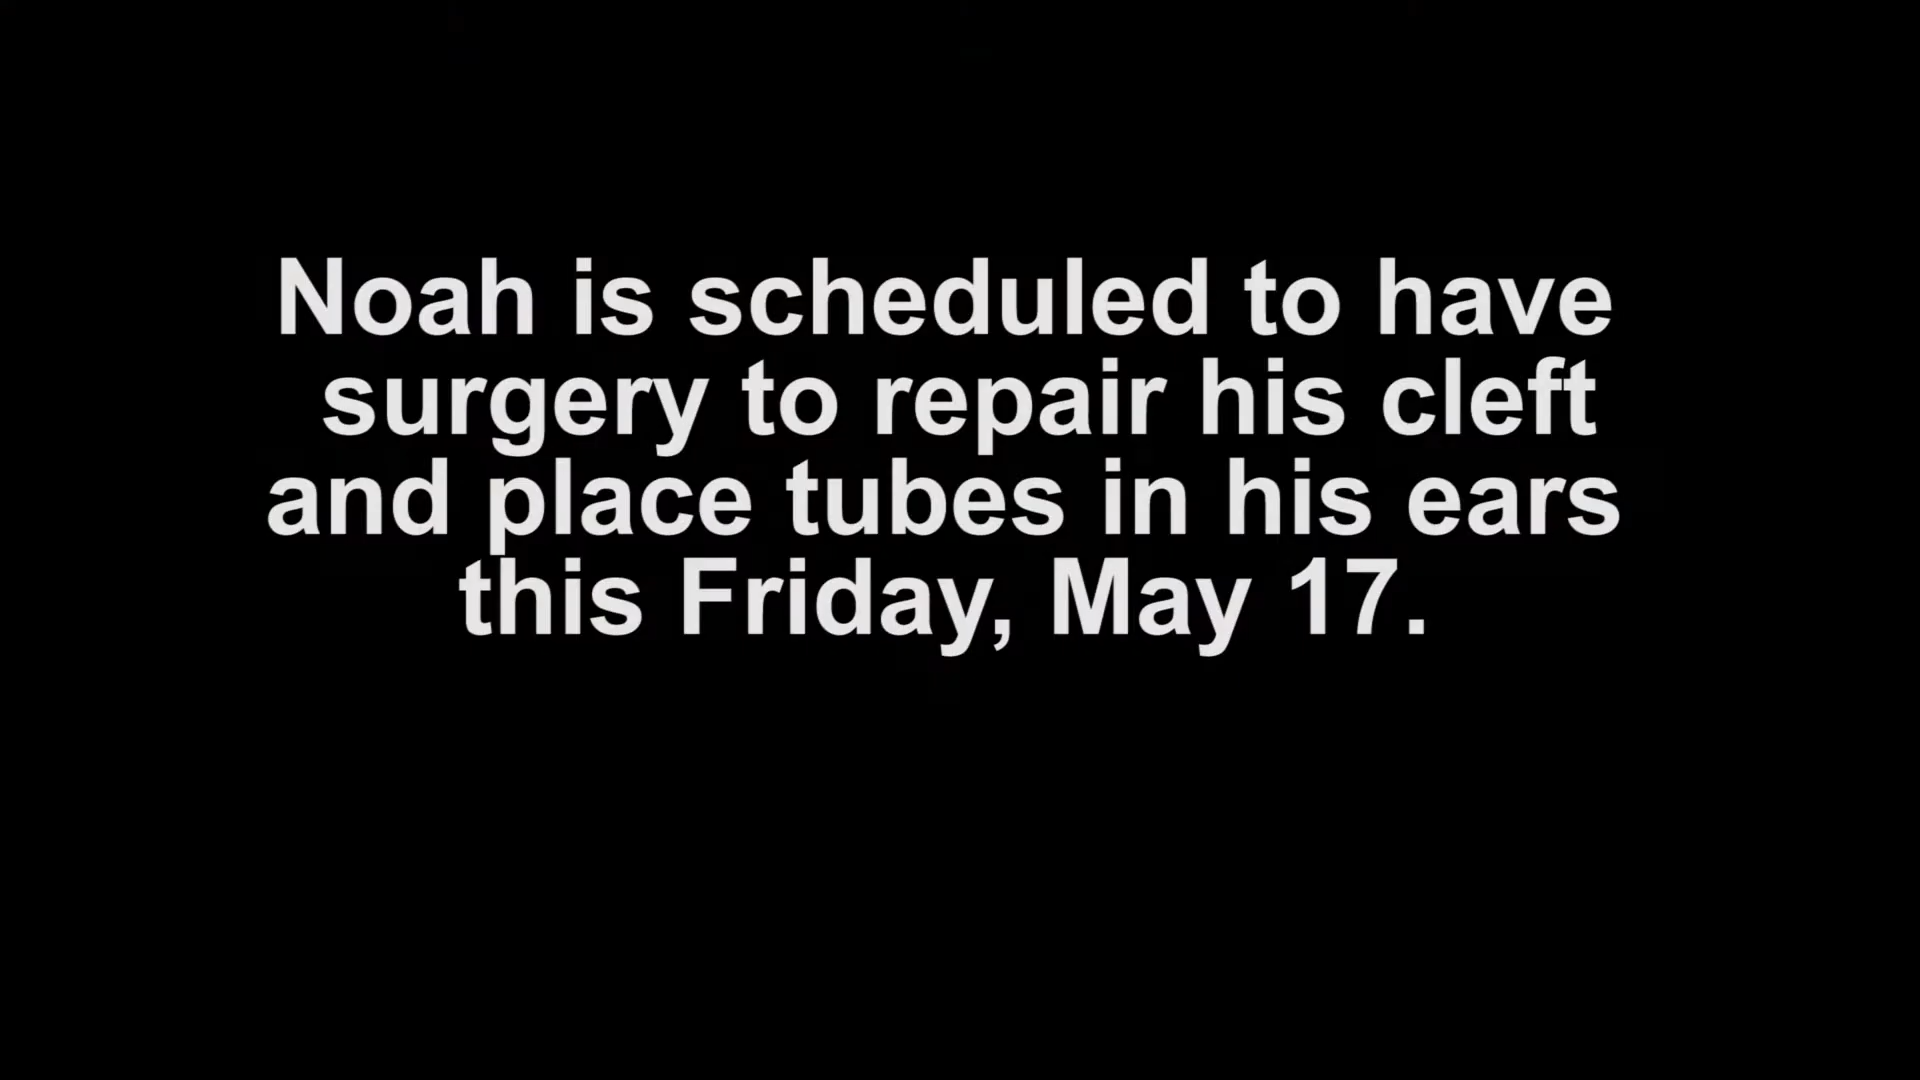 Noah is scheduled to have
surgery to repair his cleft
and place tubes in his ears
this Friday, May 17.